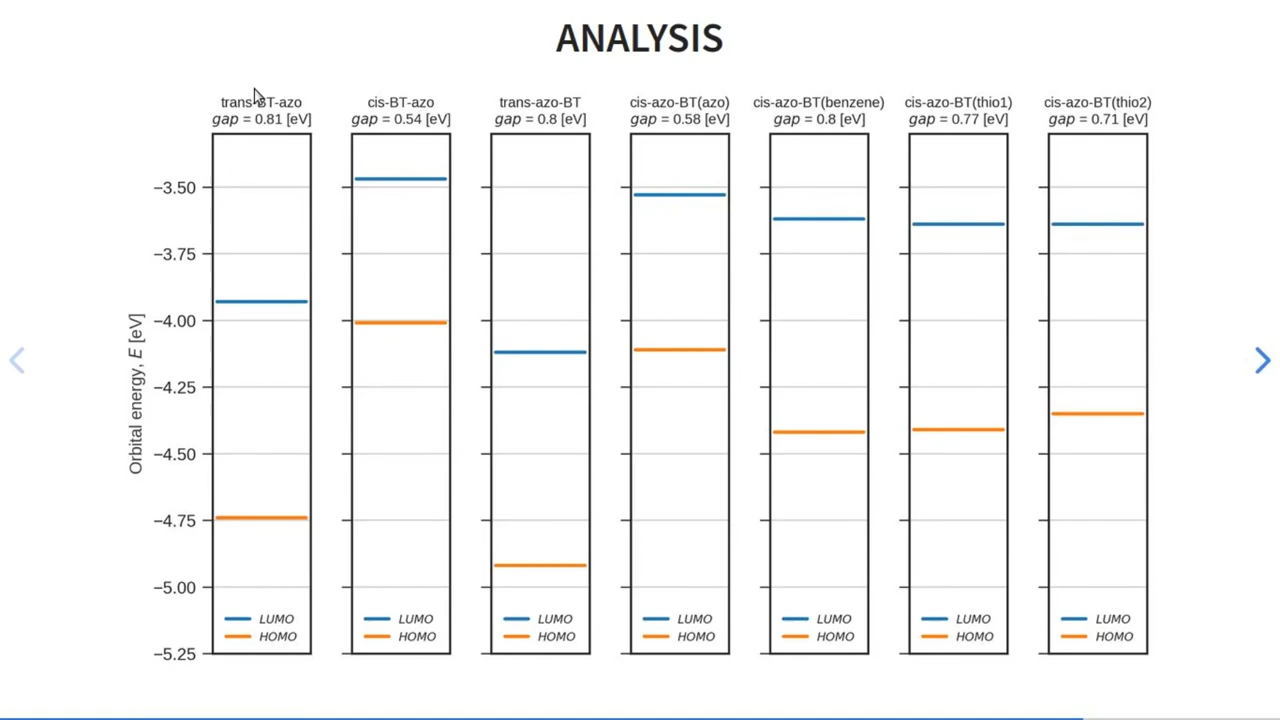 ANALYSIS
trans-BT-azo
gap = 0.81 [eV]
cis-BT-azo
gap = 0.54 [eV]
trans-azo-BT
gap = 0.8 [eV]
cis-azo-BT(azo)
gap = 0.58 [eV]
cis-azo-BT(benzene)
gap = 0.8 [eV]
cis-azo-BT(thio1)
gap = 0.77 [eV]
cis-azo-BT(thio2)
gap = 0.71 [eV]
Orbital energy, E [eV]
−3.50
−3.75
−4.00
−4.25
−4.50
−4.75
−5.00
−5.25
LUMO
HOMO
LUMO
HOMO
LUMO
HOMO
LUMO
HOMO
LUMO
HOMO
LUMO
HOMO
LUMO
HOMO